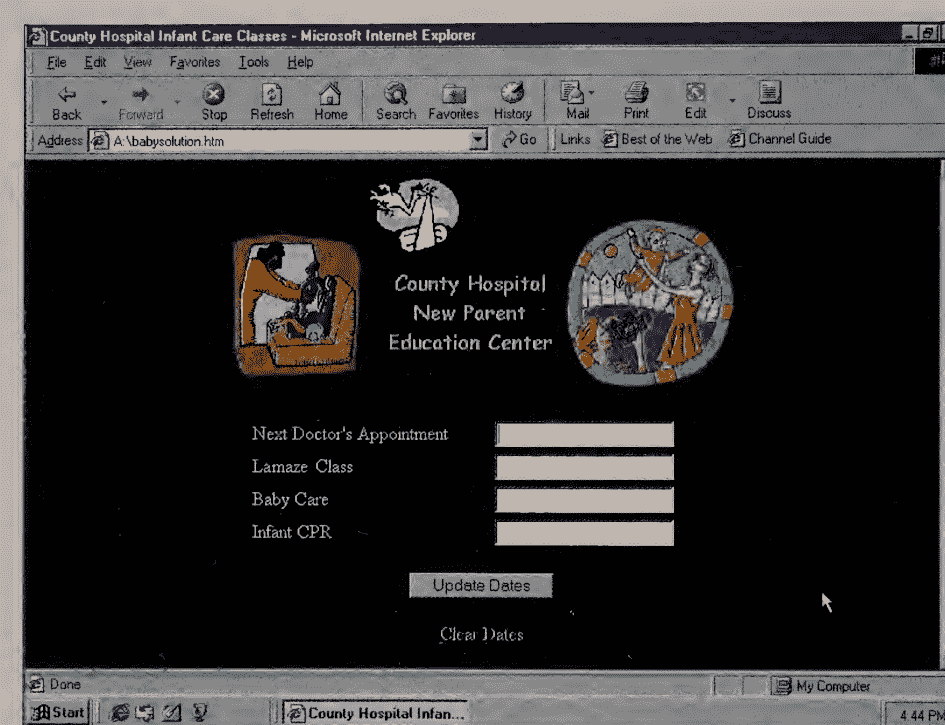 County Hospital Infant Care Classes - Microsoft Internet Explorer
File Edit View Favorites Tools Help
Back Forward Stop Refresh Home Search Favorites History Mail Print Edit Discuss
Address A:\babysolution.htm Go Links Best of the Web Channel Guide
County Hospital
New Parent
Education Center
Next Doctor's Appointment
Lamaze Class
Baby Care
Infant CPR
Update Dates
Clear Dates
Done My Computer
Start County Hospital Infan... 4:44 PM